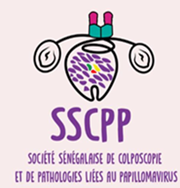 SSCPP
SOCIÉTÉ SÉNÉGALAISE DE COLPOSCOPIE
ET DE PATHOLOGIES LIÉES AU PAPILLOMAVIRUS